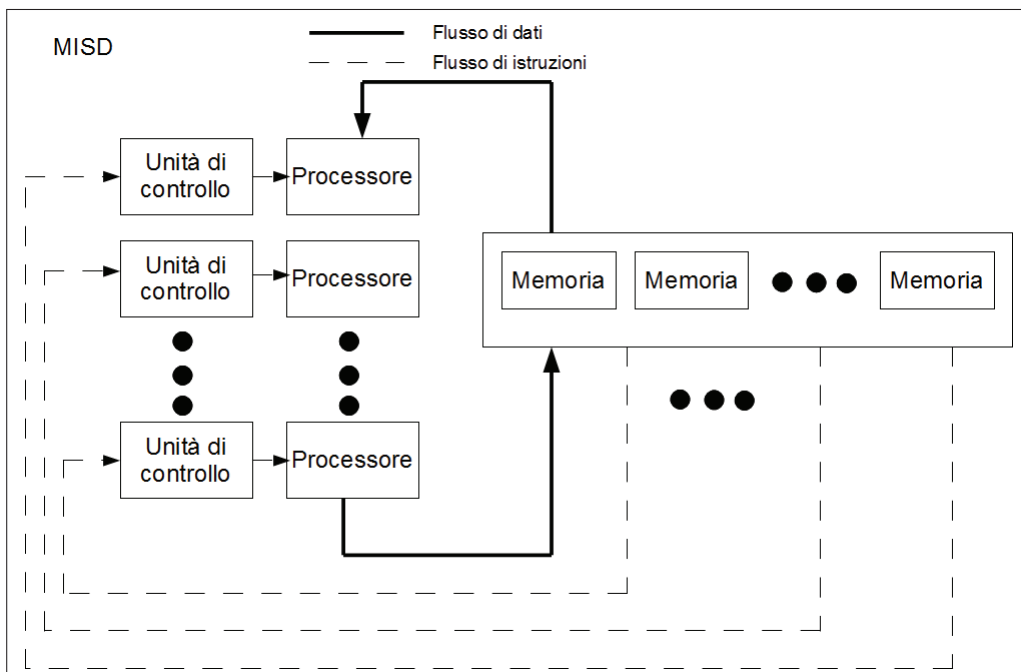 MISD
Flusso di dati
Flusso di istruzioni
Unità di
controllo
Processore
Unità di
controllo
Processore
Memoria
Memoria
Memoria
Unità di
controllo
Processore